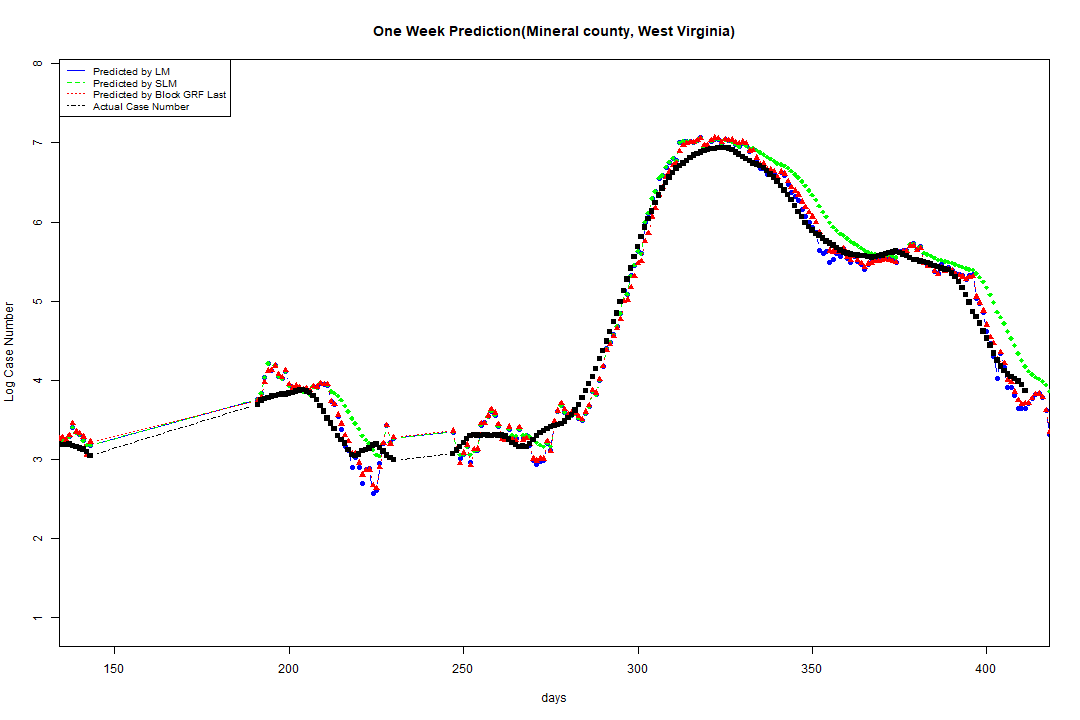 One Week Prediction(Mineral county, West Virginia)
Predicted by LM
Predicted by SLM
Predicted by Block GRF Last
Actual Case Number
8
7
6
5
4
3
2
1
Log Case Number
150 200 250 300 350 400
days